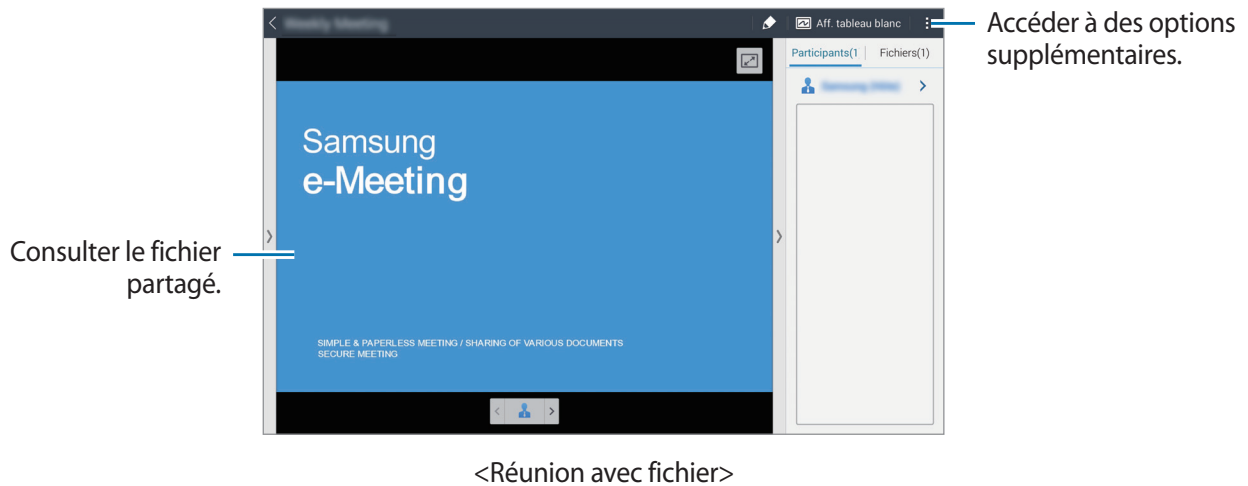 Aff. tableau blanc
Accéder à des options
supplémentaires.
Participants(1
Fichiers(1)
Samsung
e-Meeting
Consulter le fichier
partagé.
SIMPLE & PAPERLESS MEETING / SHARING OF VARIOUS DOCUMENTS
SECURE MEETING
<Réunion avec fichier>